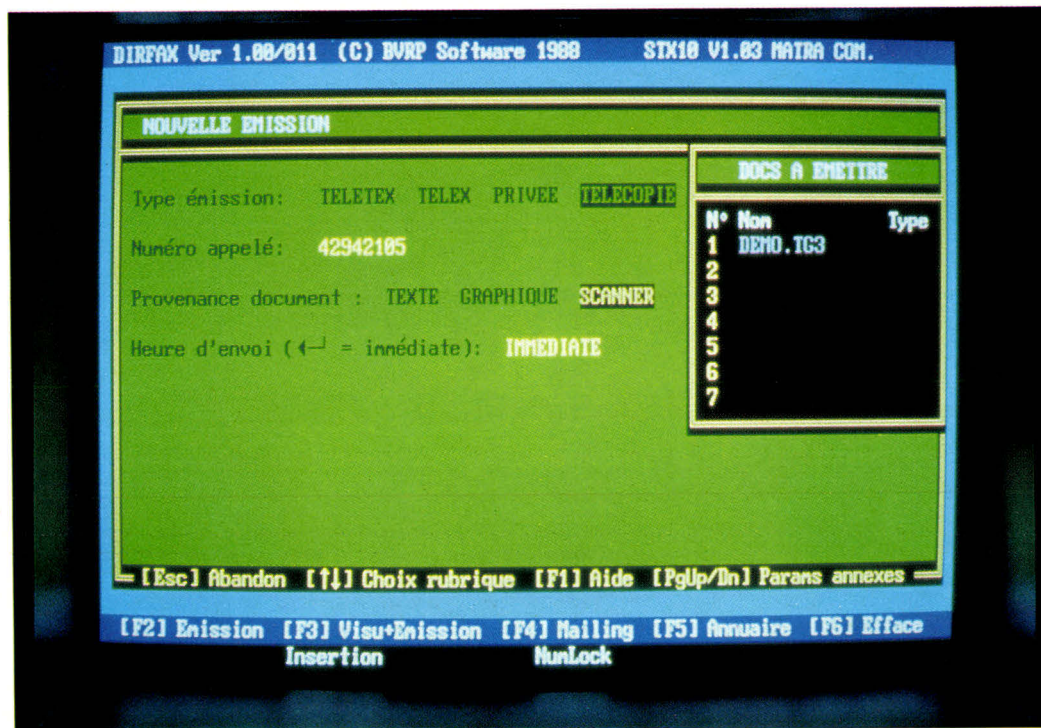 DIRFAX Ver 1.00/011 (C) BVRP Software 1988 STX10 V1.03 MATRA COM.
NOUVELLE EMISSION
DOCS A EMETTRE
Type émission: TELETEX TELEX PRIVEE TELECOPIE
N° Nom Type
Numéro appelé: 42942105
1 DEMO.TG3
2
Provenance document : TEXTE GRAPHIQUE SCANNER
3
4
Heure d'envoi (◄┘ = immédiate): IMMEDIATE
5
6
7
[Esc] Abandon [↑↓] Choix rubrique [F1] Aide [PgUp/Dn] Params annexes
[F2] Emission [F3] Visu+Emission [F4] Mailing [F5] Annuaire [F6] Efface
Insertion NumLock